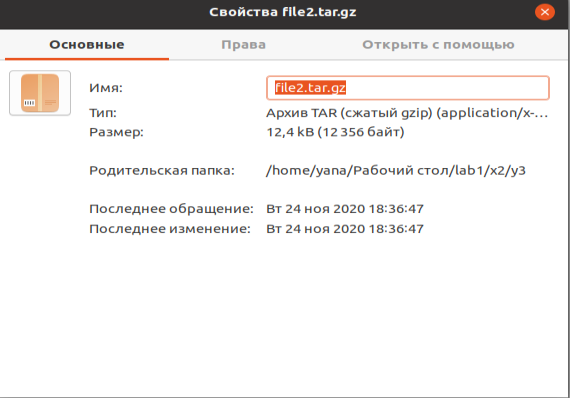 Свойства file2.tar.gz
Основные Права Открыть с помощью
Имя: file2.tar.gz
Тип: Архив TAR (сжатый gzip) (application/x-...
Размер: 12,4 kB (12 356 байт)
Родительская папка: /home/yana/Рабочий стол/lab1/x2/y3
Последнее обращение: Вт 24 ноя 2020 18:36:47
Последнее изменение: Вт 24 ноя 2020 18:36:47